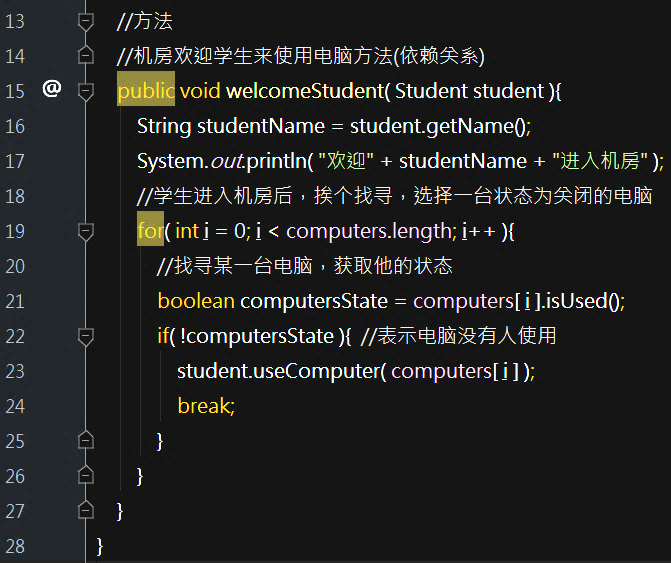 13 //方法
14 //机房欢迎学生来使用电脑方法(依赖关系)
@
15 public void welcomeStudent( Student student ){
16 String studentName = student.getName();
17 System.out.println( "欢迎" + studentName + "进入机房" );
18 //学生进入机房后，挨个找寻，选择一台状态为关闭的电脑
19 for( int i = 0; i < computers.length; i++ ){
20 //找寻某一台电脑，获取他的状态
21 boolean computersState = computers[ i ].isUsed();
22 if( !computersState ){ //表示电脑没有人使用
23 student.useComputer( computers[ i ] );
24 break;
25 }
26 }
27 }
28 }